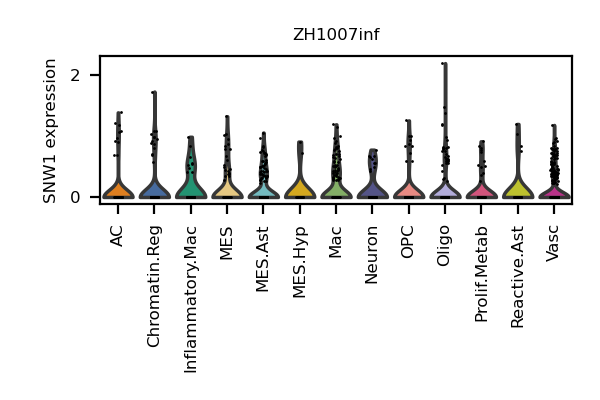 ZH1007inf
SNW1 expression
2
0
AC
Chromatin.Reg
Inflammatory.Mac
MES
MES.Ast
MES.Hyp
Mac
Neuron
OPC
Oligo
Prolif.Metab
Reactive.Ast
Vasc